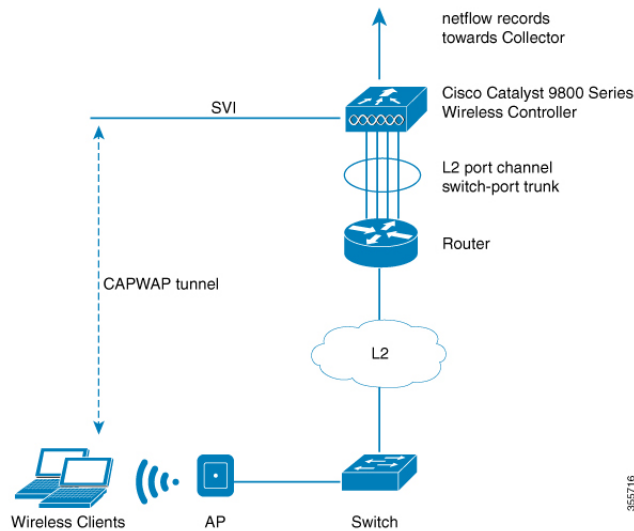 netflow records
towards Collector
SVI
Cisco Catalyst 9800 Series
Wireless Controller
L2 port channel
switch-port trunk
Router
CAPWAP tunnel
L2
Wireless Clients
AP
Switch
355716